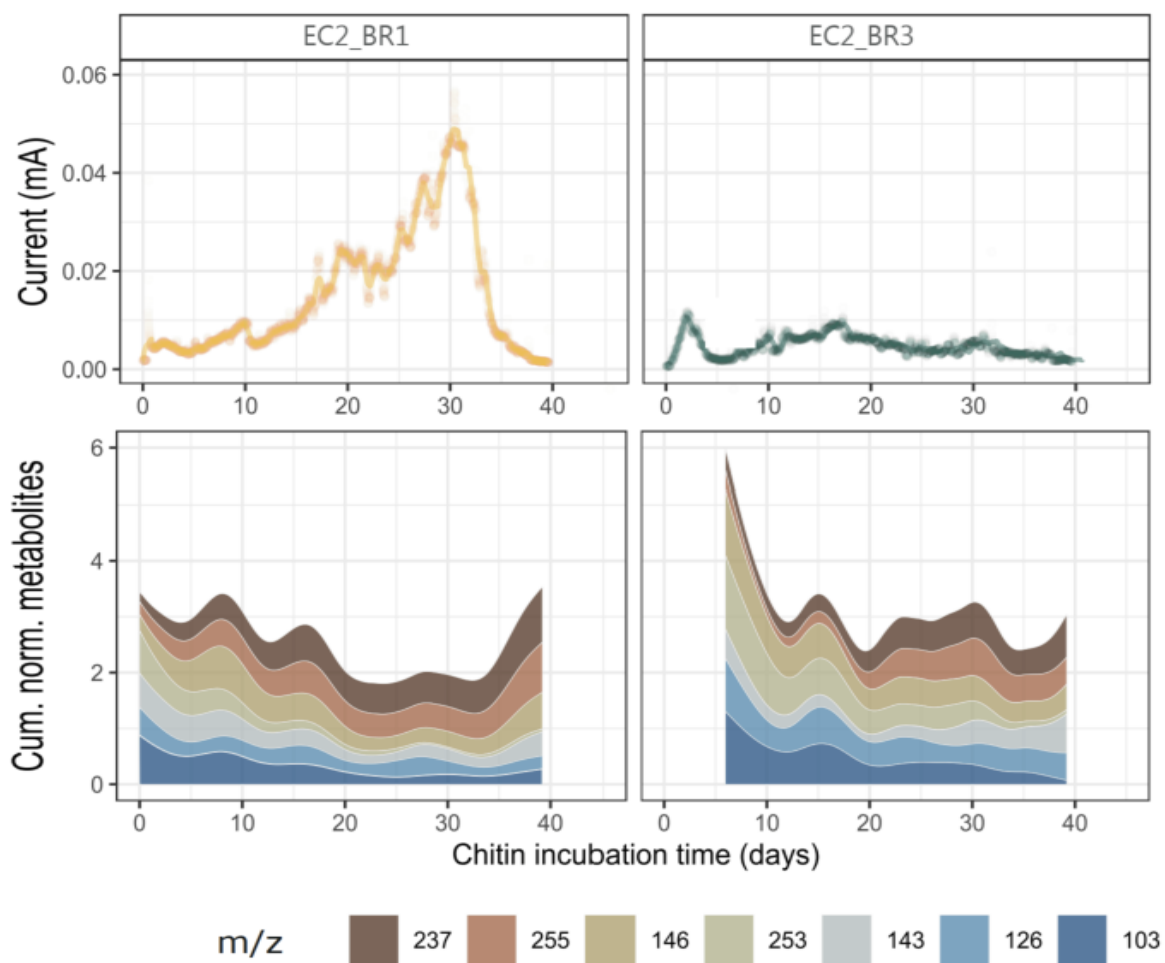 EC2_BR1 EC2_BR3
Current (mA)
0.06
0.04
0.02
0.00
0 10 20 30 40 0 10 20 30 40
Cum. norm. metabolites
6
4
2
0
0 10 20 30 40 0 10 20 30 40
Chitin incubation time (days)
m/z 237 255 146 253 143 126 103